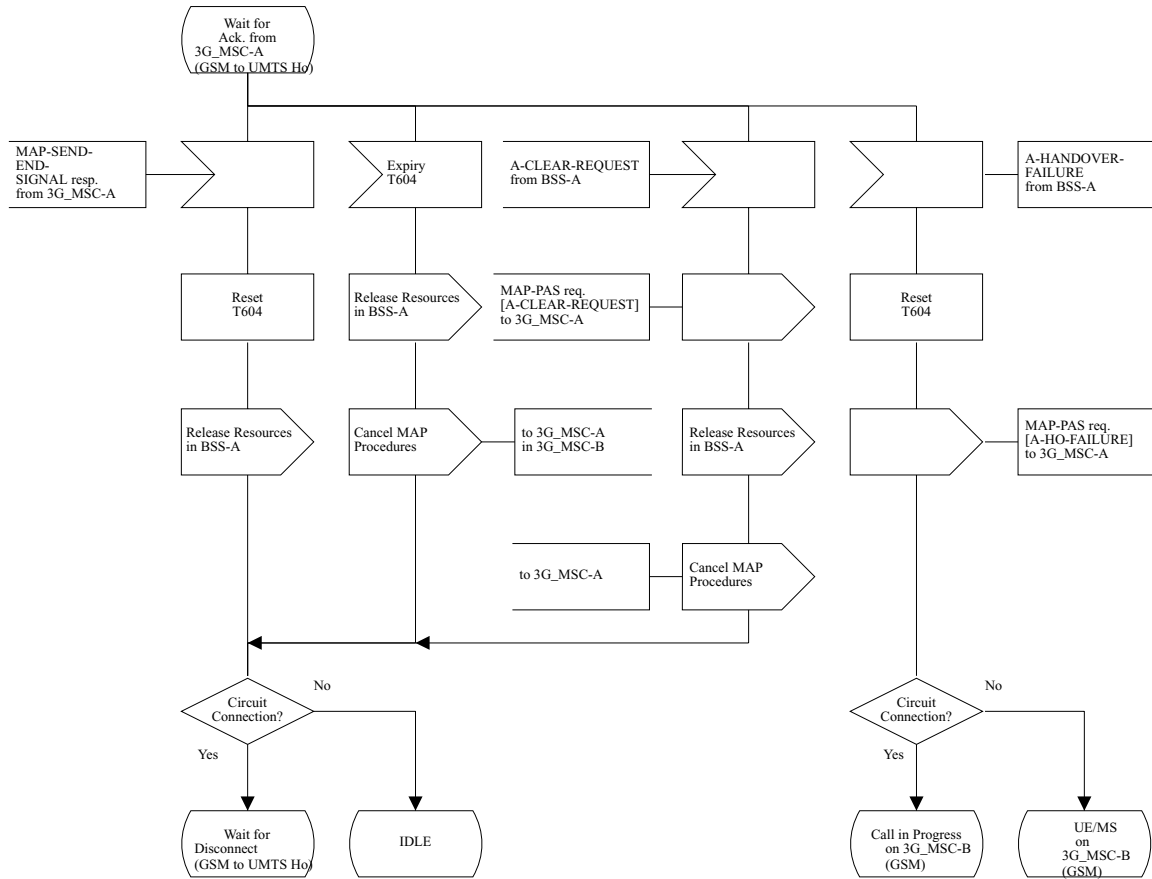 Wait for
Ack. from
3G_MSC-A
(GSM to UMTS Ho)
MAP-SEND-
END-
SIGNAL resp.
from 3G_MSC-A
Expiry
T604
A-CLEAR-REQUEST
from BSS-A
A-HANDOVER-
FAILURE
from BSS-A
Reset
T604
Release Resources
in BSS-A
MAP-PAS req.
[A-CLEAR-REQUEST]
to 3G_MSC-A
Reset
T604
Release Resources
in BSS-A
Cancel MAP
Procedures
to 3G_MSC-A
in 3G_MSC-B
Release Resources
in BSS-A
MAP-PAS req.
[A-HO-FAILURE]
to 3G_MSC-A
to 3G_MSC-A
Cancel MAP
Procedures
Circuit
Connection?
No
Yes
Circuit
Connection?
No
Yes
Wait for
Disconnect
(GSM to UMTS Ho)
IDLE
Call in Progress
on 3G_MSC-B
(GSM)
UE/MS
on
3G_MSC-B
(GSM)